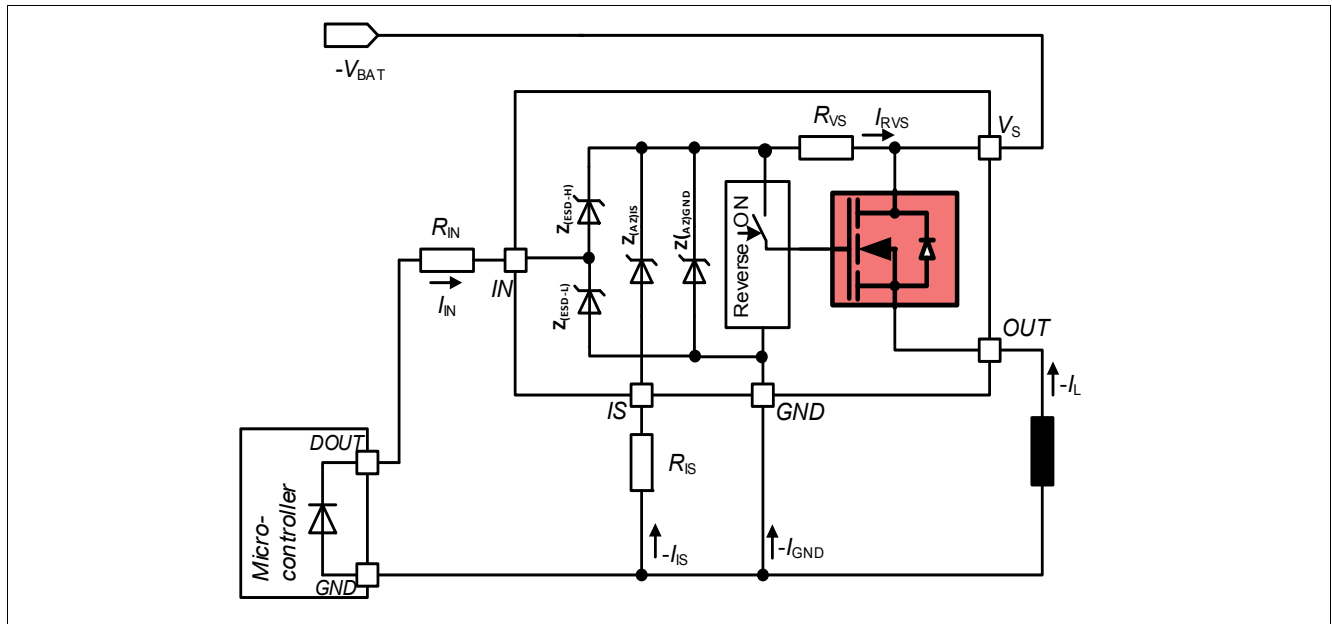 -VBAT
RVS
IRVS
VS
Z(ESD-H)
Z(AZ)IS
Z(AZ)GND
Reverse ON
RIN
IIN
IN
Z(ESD-L)
OUT
-IL
IS
GND
DOUT
RIS
Micro-
controller
-IIS
-IGND
GND